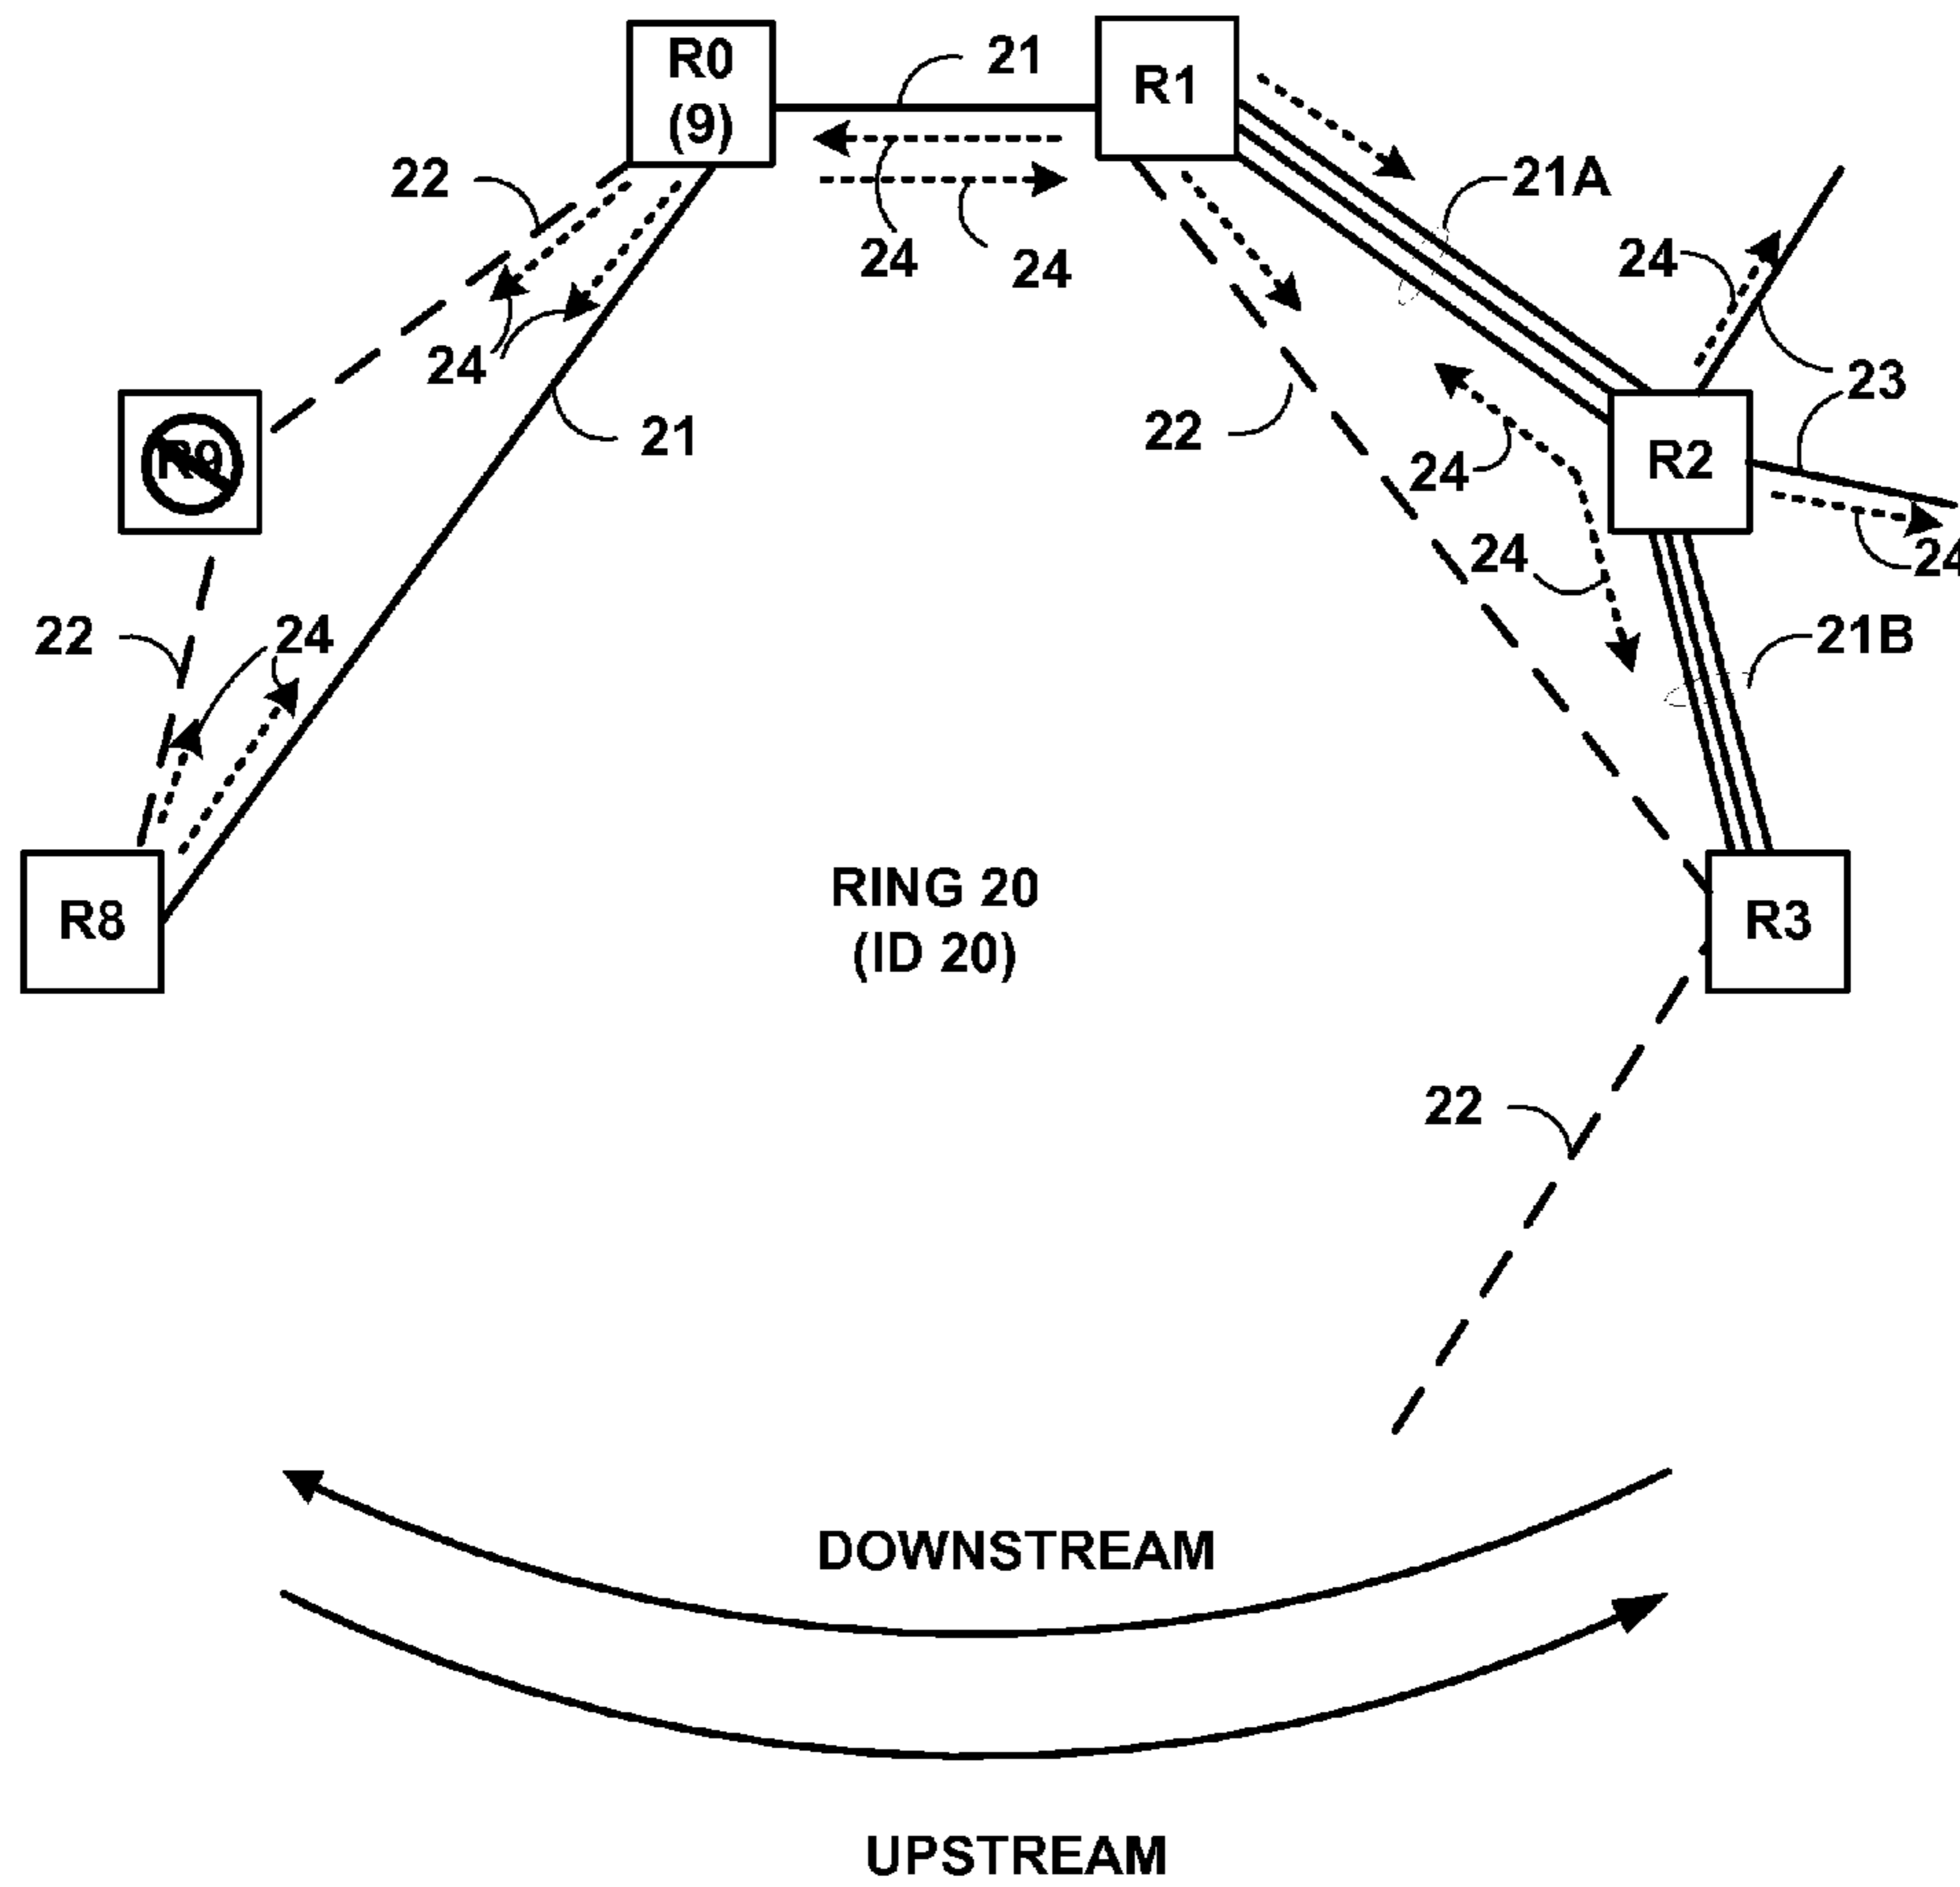 R0
(9)
21
R1
22
24
24
21A
24
24
23
21
22
24
R9
R2
24
24
22
24
21B
R8
RING 20
(ID 20)
R3
22
DOWNSTREAM
UPSTREAM